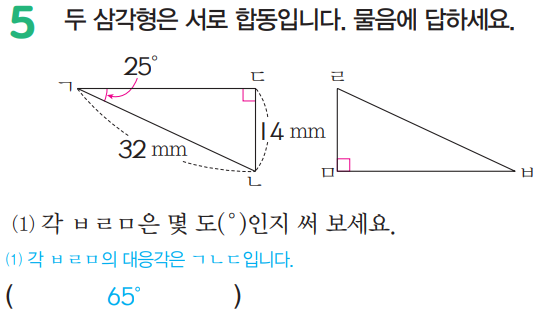 5 두 삼각형은 서로 합동입니다. 물음에 답하세요.
25°
ㄱ ㄷ ㄹ
14 mm
32 mm
ㄴ ㅁ ㅂ
(1) 각 ㅂㄹㅁ은 몇 도(°)인지 써 보세요.
(1) 각 ㅂㄹㅁ의 대응각은 ㄱㄴㄷ입니다.
( 65° )